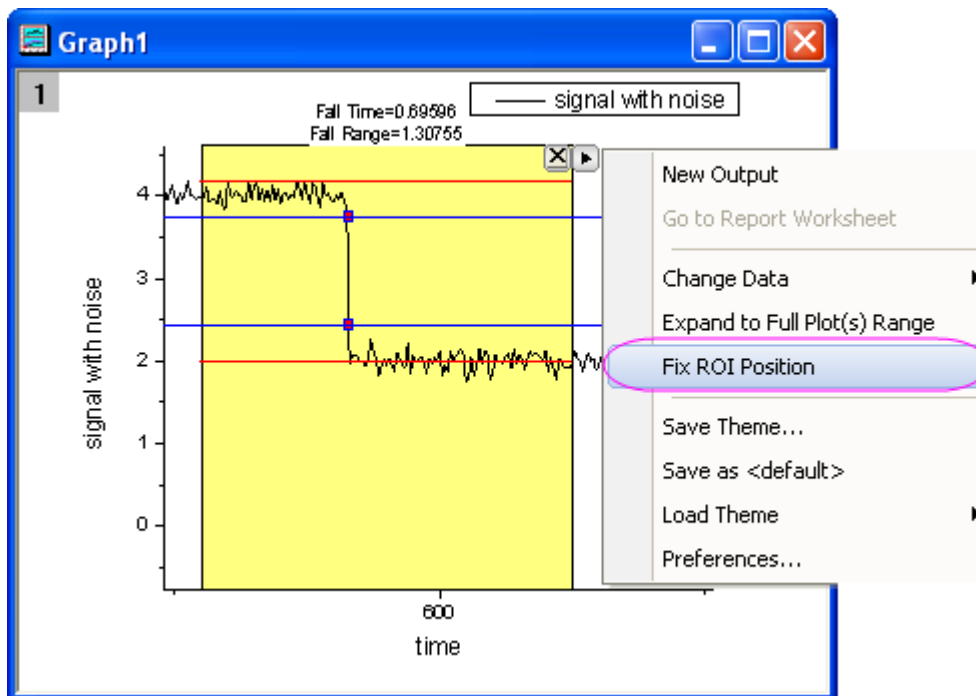 Graph1
1
signal with noise
Fall Time=0.69596
Fall Range=1.30755
4
3
2
1
0
signal with noise
600
time
New Output
Go to Report Worksheet
Change Data
Expand to Full Plot(s) Range
Fix ROI Position
Save Theme...
Save as <default>
Load Theme
Preferences...